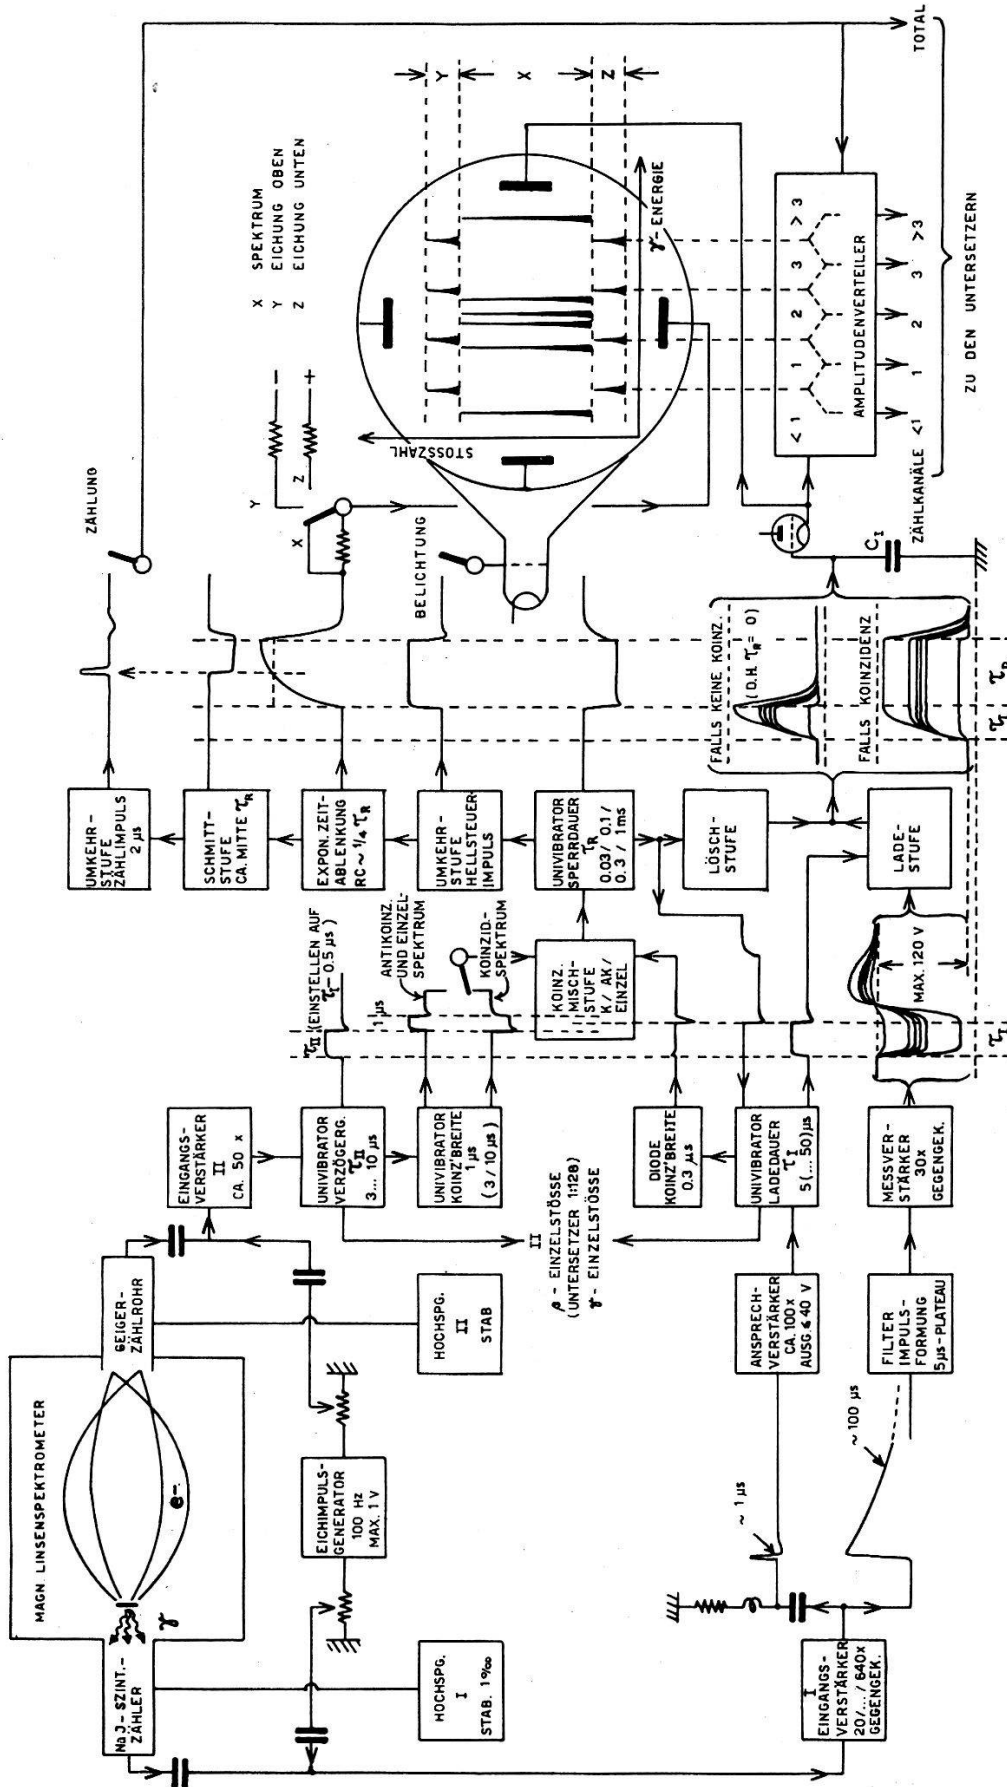 MAGN. LINSENSPEKTROMETER
NaJ-SZINT.-
ZÄHLER
γ
e-
GEIGER-
ZÄHLROHR
HOCHSPG.
I
STAB. 1‰
HOCHSPG.
II
STAB
EICHIMPULS-
GENERATOR
100 HZ
MAX. 1 V
EINGANGS-
VERSTÄRKER
II
CA. 50 x
UNIVIBRATOR
VERZÖGERG.
τII
3... 10 µs
UNIVIBRATOR
KOINZ'BREITE
1 µs
(3 / 10 µs)
τII (EINSTELLEN AUF
τI - 0.5 µs)
1 µs
ANTIKOINZ.
UND EINZEL-
SPEKTRUM
KOINZID.-
SPEKTRUM
KOINZ.
MISCH-
STUFE
K / AK /
EINZEL
II
β - EINZELSTÖSSE
(UNTERSETZER 1:128)
γ - EINZELSTÖSSE
DIODE
KOINZ'BREITE
0.3 µs
UNIVIBRATOR
LADEDAUER
τI
5 (... 50) µs
I
EINGANGS-
VERSTÄRKER
20/.../ 640x
GEGENGEK.
~ 1 µs
~ 100 µs
ANSPRECH-
VERSTÄRKER
CA. 100x
AUSG. ≤ 40 V
FILTER
IMPULS-
FORMUNG
5 µs-PLATEAU
MESSVER-
STÄRKER
30x
GEGENGEK.
MAX. 120 V
τI
UMKEHR-
STUFE
ZÄHLIMPULS
2 µs
SCHMITT-
STUFE
CA. MITTE τR
EXPON. ZEIT-
ABLENKUNG
RC ~ 1/4 τR
UMKEHR-
STUFE
HELLSTEUER-
IMPULS
UNIVIBRATOR
SPERRDAUER
τR
0.03 / 0.1 /
0.3 / 1 ms
LÖSCH-
STUFE
LADE-
STUFE
FALLS KEINE KOINZ.
(D.H. τR = 0)
FALLS KOINZIDENZ
τI
τR
ZÄHLUNG
BELICHTUNG
X
Y
Z
X SPEKTRUM
Y EICHUNG OBEN
Z EICHUNG UNTEN
STOSSZAHL
γ-ENERGIE
Y
X
Z
CI
< 1 1 2 3 > 3
AMPLITUDENVERTEILER
ZÄHLKANÄLE <1 1 2 3 >3
TOTAL
ZU DEN UNTERSETZERN